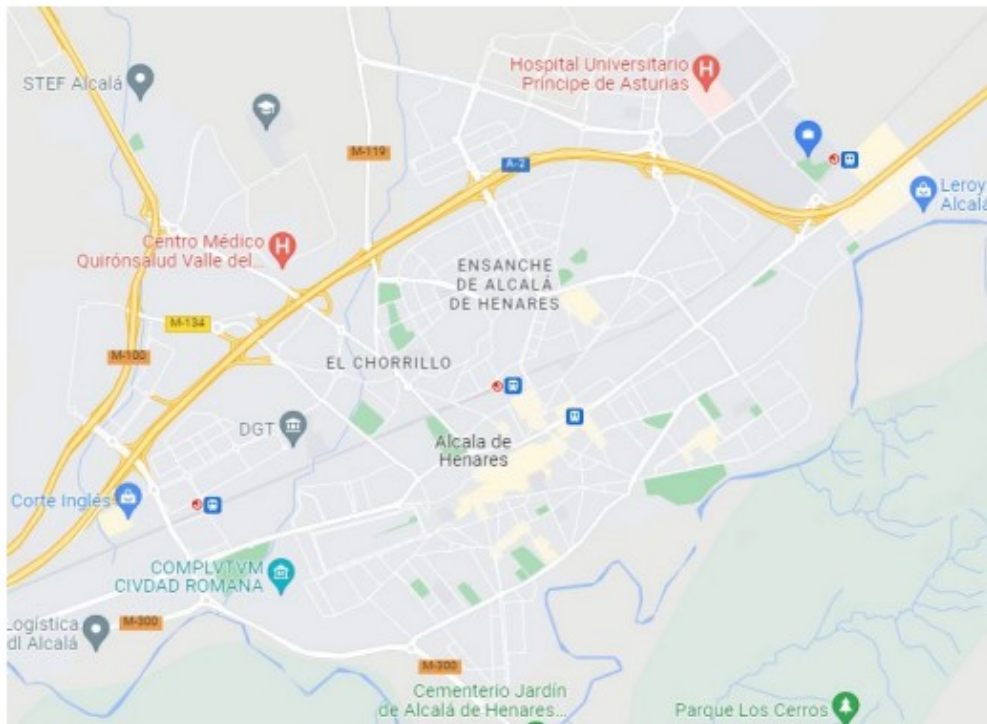 Hospital Universitario
Príncipe de Asturias
STEF Alcalá
M-119
A-2
Leroy
Alcalá
Centro Médico
Quirónsalud Valle del...
ENSANCHE
DE ALCALÁ
DE HENARES
M-134
M-100
EL CHORRILLO
DGT
Alcala de
Henares
Corte Inglés
COMPLVTVM
CIVDAD ROMANA
Logística
dl Alcalá
M-300
M-300
Cementerio Jardín
de Alcalá de Henares...
Parque Los Cerros